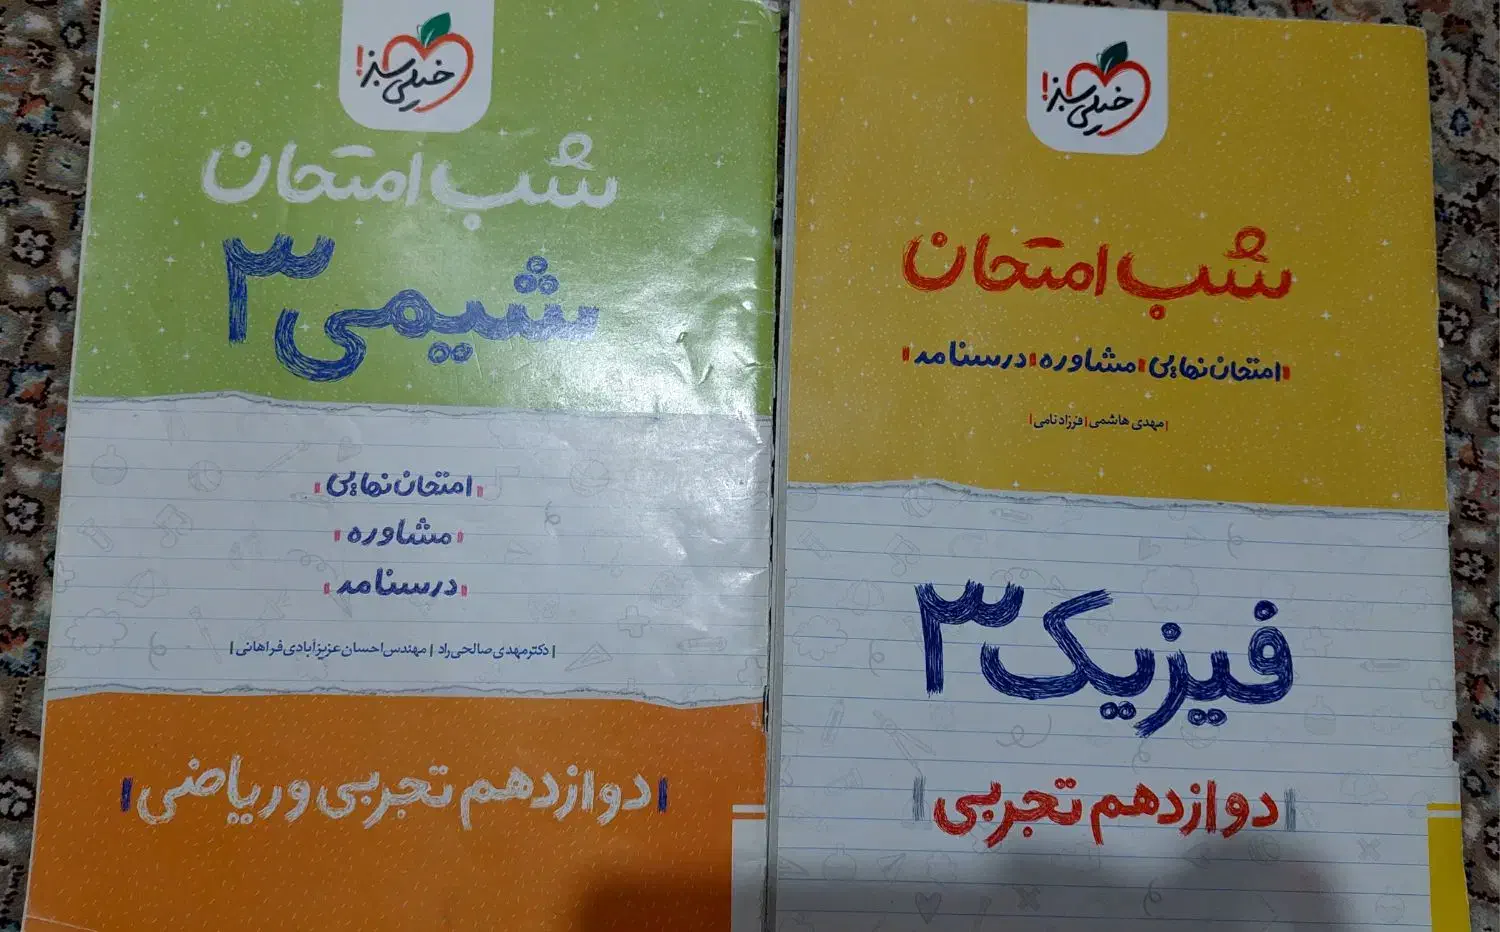 خیلی سبز!
شب امتحان
امتحان نهایی | مشاوره | درسنامه
مهدی هاشمی | فرزاد نامی
فیزیک ۳
دوازدهم تجربی
خیلی سبز!
شب امتحان
شیمی ۳
امتحان نهایی
مشاوره
درسنامه
دکتر مهدی صالحی‌راد | مهندس احسان عزیزآبادی فراهانی
دوازدهم تجربی و ریاضی